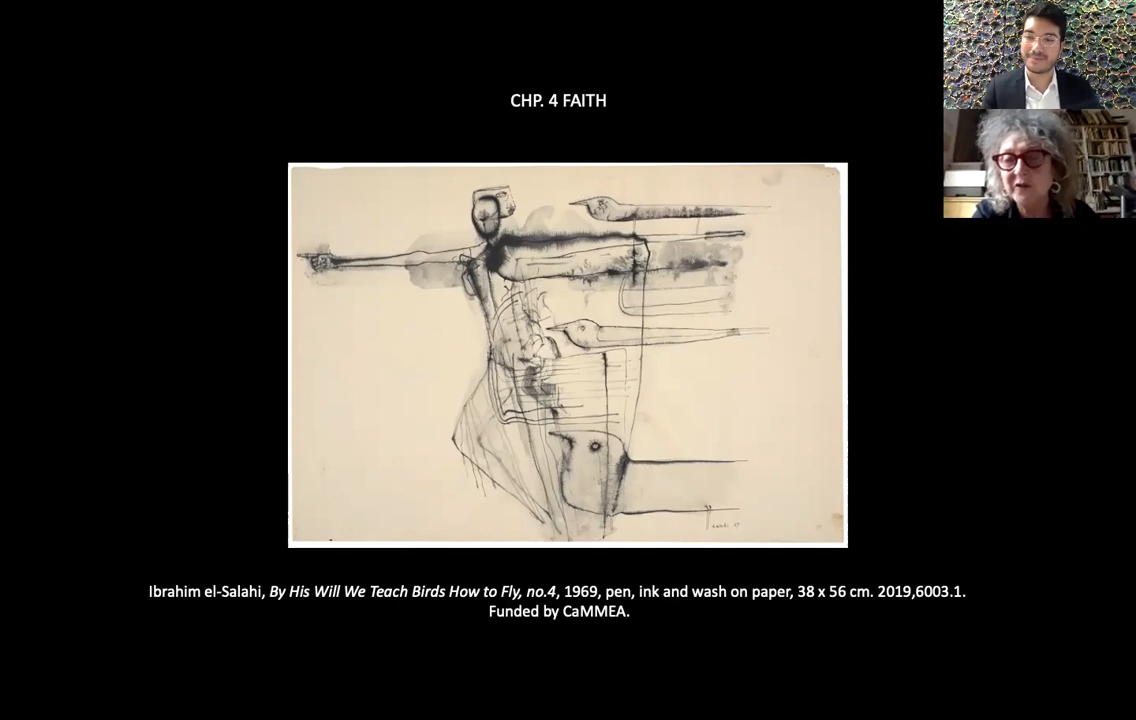 CHP. 4 FAITH
Ibrahim el-Salahi, By His Will We Teach Birds How to Fly, no.4, 1969, pen, ink and wash on paper, 38 x 56 cm. 2019,6003.1.
Funded by CaMMEA.